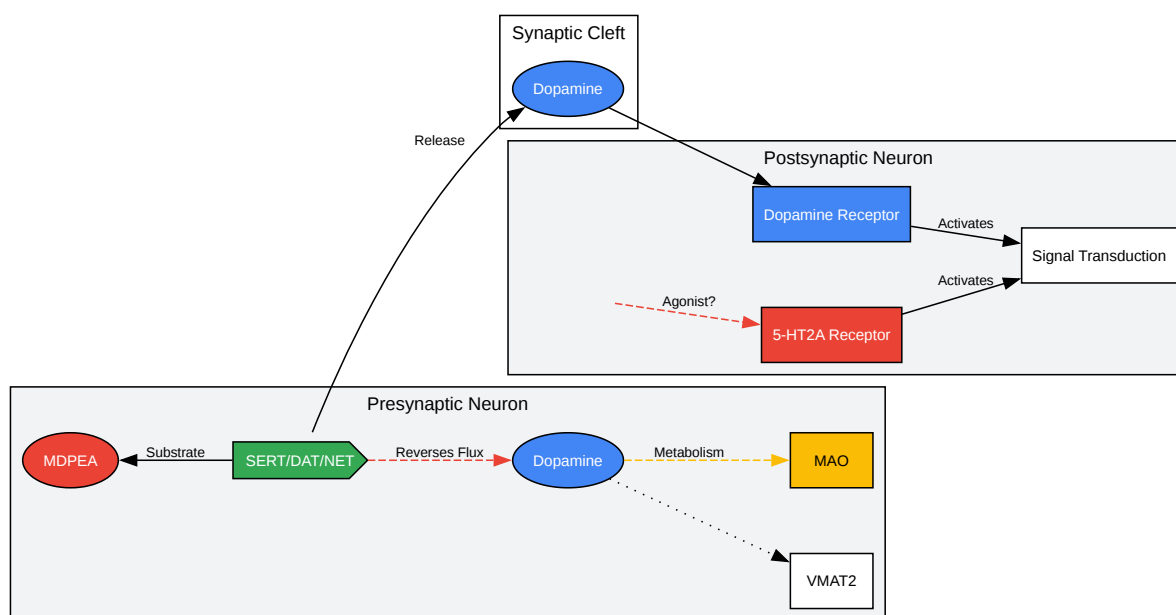 Synaptic Cleft
Dopamine
Release
Postsynaptic Neuron
Dopamine Receptor
Activates
Signal Transduction
Activates
Agonist?
5-HT2A Receptor
Presynaptic Neuron
MDPEA
Substrate
SERT/DAT/NET
Reverses Flux
Dopamine
Metabolism
MAO
VMAT2